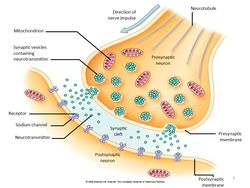 Direction of
nerve impulse
Neurotubule
Mitochondrion
Synaptic vesicles
containing
neurotransmitter
Presynaptic
neuron
Receptor
Sodium channel
Neurotransmitter
Synaptic
cleft
Postsynaptic
neuron
Presynaptic
membrane
Postsynaptic
membrane